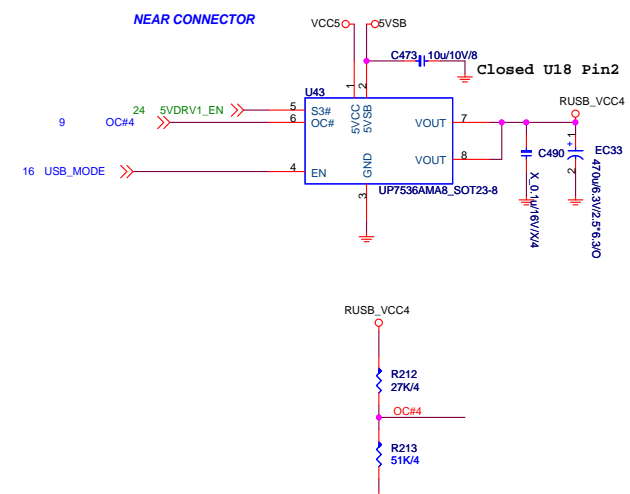 NEAR CONNECTOR
VCC5
5VSB
C473
10u/10V/8
Closed U18 Pin2
U43
1
2
RUSB_VCC4
24 5VDRV1_EN
5
S3#
5VCC
5VSB
9 OC#4
6
OC#
VOUT
7
C490
1
+
EC33
VOUT
8
16 USB_MODE
4
EN
GND
3
UP7536AMA8_SOT23-8
X_0.1u/16V/X/4
2
470u/6.3V/2.5*6.3/O
RUSB_VCC4
R212
27K/4
OC#4
R213
51K/4